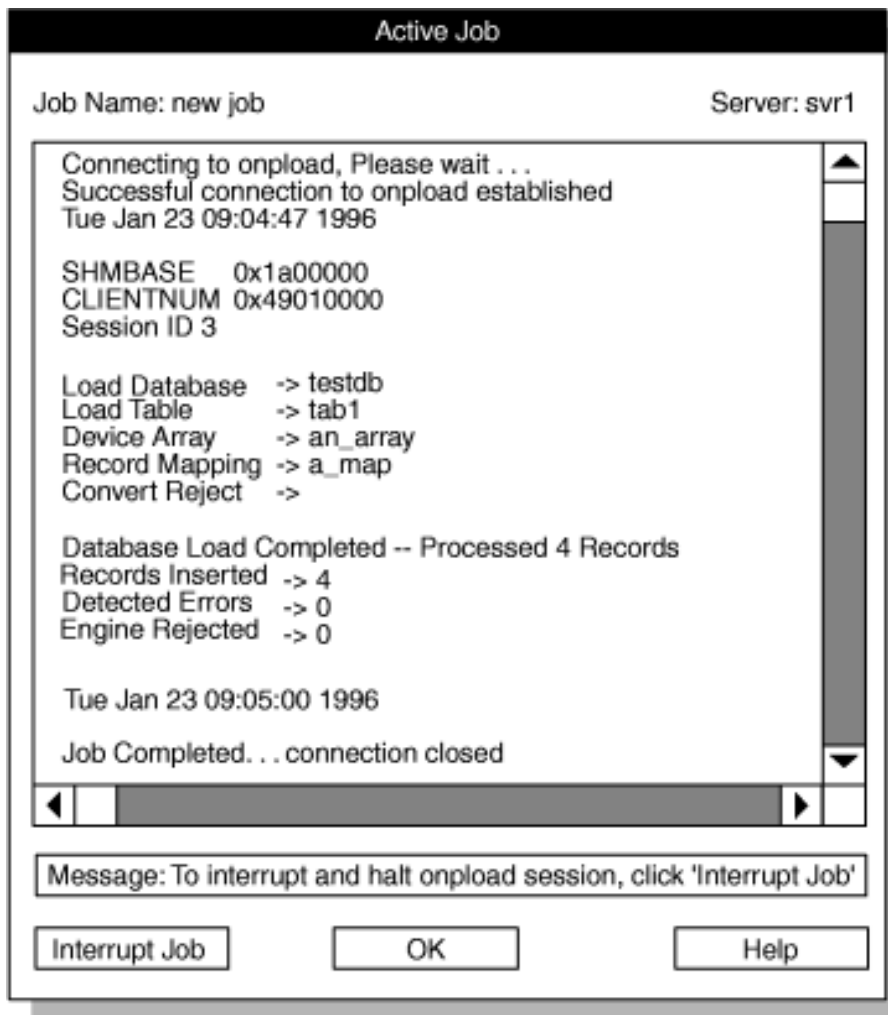 Active Job
Job Name: new job Server: svr1
Connecting to onpload, Please wait . . .
Successful connection to onpload established
Tue Jan 23 09:04:47 1996
SHMBASE 0x1a00000
CLIENTNUM 0x49010000
Session ID 3
Load Database -> testdb
Load Table -> tab1
Device Array -> an_array
Record Mapping -> a_map
Convert Reject ->
Database Load Completed -- Processed 4 Records
Records Inserted -> 4
Detected Errors -> 0
Engine Rejected -> 0
Tue Jan 23 09:05:00 1996
Job Completed. . . connection closed
Message: To interrupt and halt onpload session, click 'Interrupt Job'
Interrupt Job OK Help